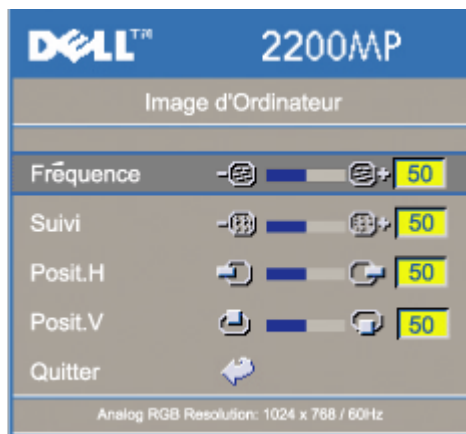 DELL™ 2200MP
Image d'Ordinateur
Fréquence - + 50
Suivi - + 50
Posit.H 50
Posit.V 50
Quitter
Analog RGB Resolution: 1024 x 768 / 60Hz